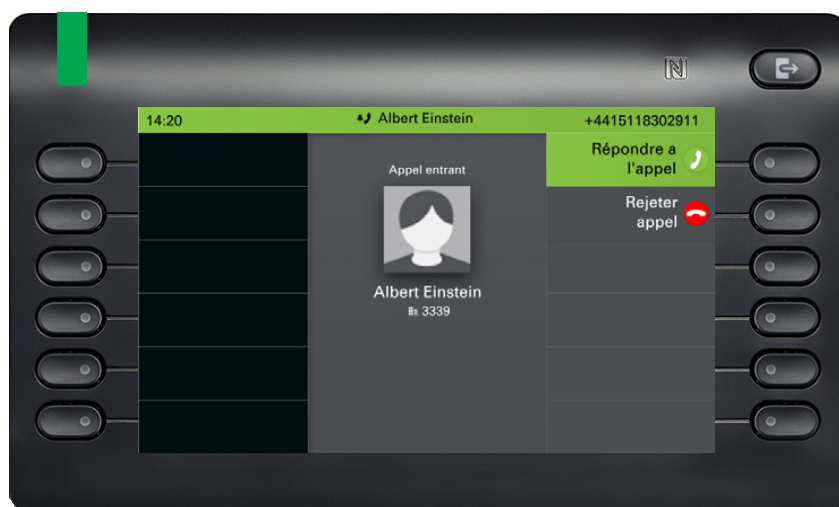 14:20
Albert Einstein
+4415118302911
Répondre a
l'appel
Appel entrant
Rejeter
appel
Albert Einstein
3339